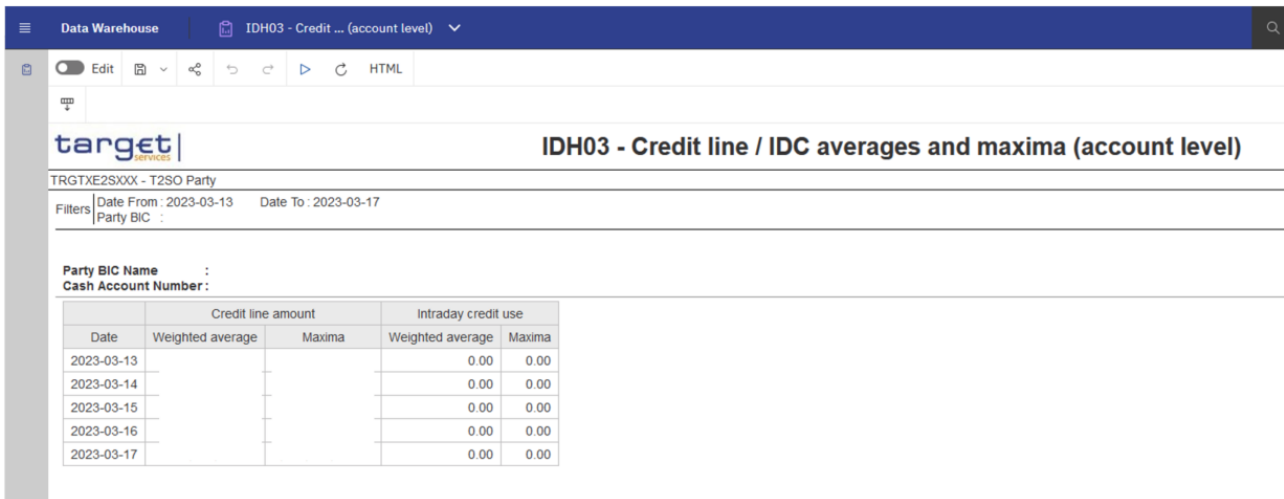 Data Warehouse IDH03 - Credit ... (account level)
Edit HTML
target
services
IDH03 - Credit line / IDC averages and maxima (account level)
TRGTXE2SXXX - T2SO Party
Filters Date From : 2023-03-13 Date To : 2023-03-17
Party BIC :
Party BIC Name :
Cash Account Number :
Credit line amount Intraday credit use
Date Weighted average Maxima Weighted average Maxima
2023-03-13 0.00 0.00
2023-03-14 0.00 0.00
2023-03-15 0.00 0.00
2023-03-16 0.00 0.00
2023-03-17 0.00 0.00